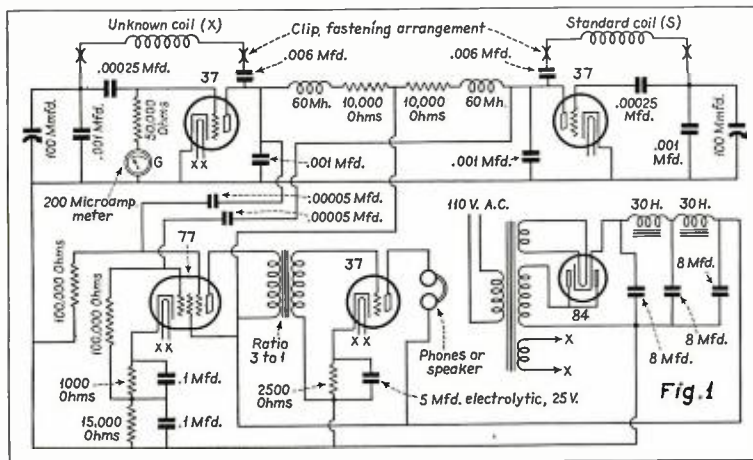 Unknown coil (X)
Clip, fastening arrangement
Standard coil (S)
.00025 Mfd.
.006 Mfd.
.006 Mfd.
37
37
.00025 Mfd.
100 Mmfd.
.001 Mfd.
50,000 Ohms
60 Mh.
10,000 Ohms
10,000 Ohms
60 Mh.
.001 Mfd.
100 Mmfd.
X X
G
.001 Mfd.
.001 Mfd.
200 Microamp meter
.00005 Mfd.
.00005 Mfd.
110 V. A.C.
30 H.
30 H.
100,000 Ohms
100,000 Ohms
77
37
8 Mfd.
84
X X
X X
Ratio 3 to 1
Phones or speaker
8 Mfd.
8 Mfd.
X
X
1000 Ohms
.1 Mfd.
2500 Ohms
5 Mfd. electrolytic, 25 V.
15,000 Ohms
.1 Mfd.
Fig. 1